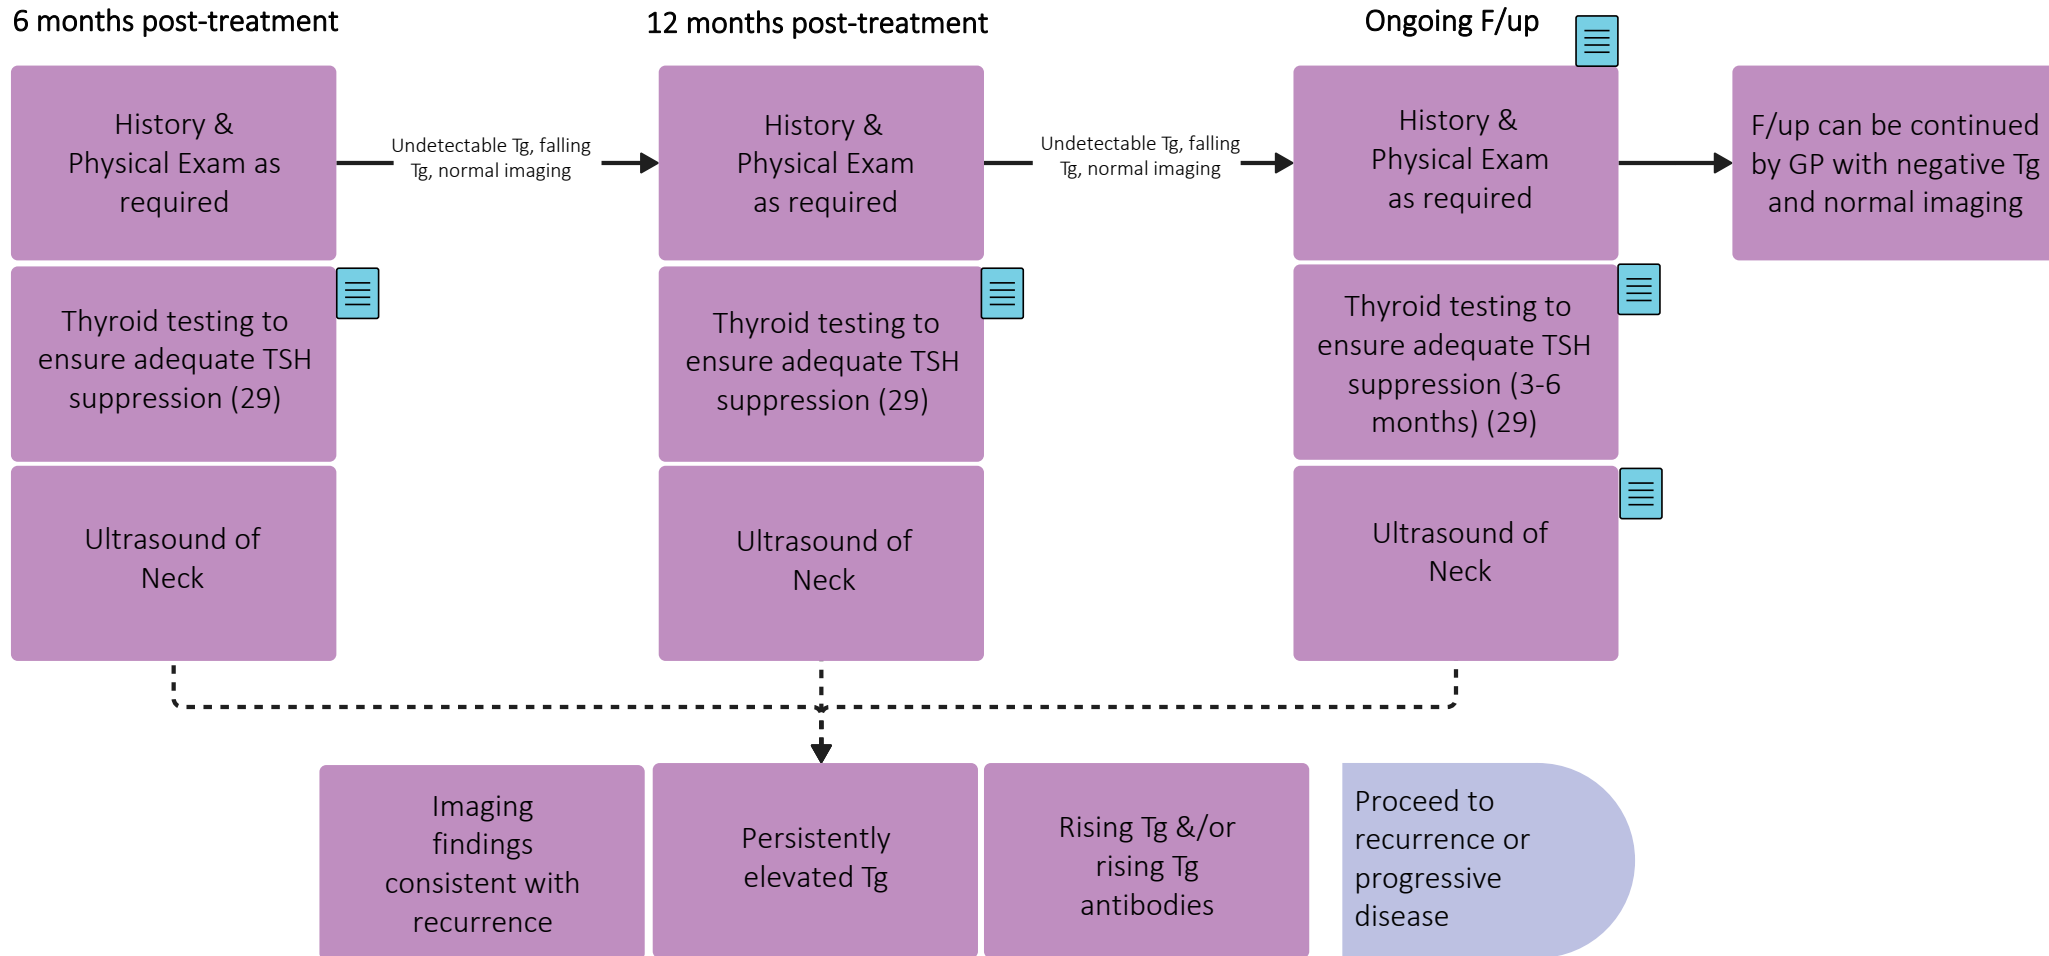 6 months post-treatment
12 months post-treatment
Ongoing F/up
History &
Physical Exam as
required
Undetectable Tg, falling
Tg, normal imaging
History &
Physical Exam
as required
Undetectable Tg, falling
Tg, normal imaging
History &
Physical Exam
as required
F/up can be continued
by GP with negative Tg
and normal imaging
Thyroid testing to
ensure adequate TSH
suppression (29)
Thyroid testing to
ensure adequate TSH
suppression (29)
Thyroid testing to
ensure adequate TSH
suppression (3-6
months) (29)
Ultrasound of
Neck
Ultrasound of
Neck
Ultrasound of
Neck
Imaging
findings
consistent with
recurrence
Persistently
elevated Tg
Rising Tg &/or
rising Tg
antibodies
Proceed to
recurrence or
progressive
disease